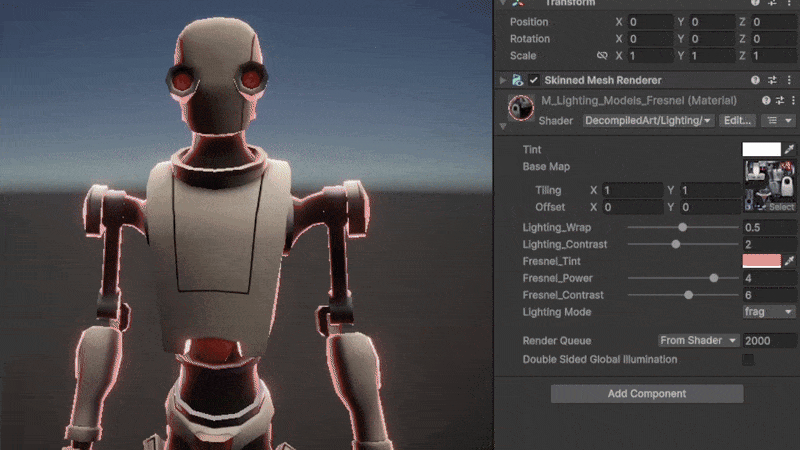 Transform
Position X 0 Y 0 Z 0
Rotation X 0 Y 0 Z 0
Scale X 1 Y 1 Z 1
Skinned Mesh Renderer
M_Lighting_Models_Fresnel (Material)
Shader DecompiledArt/Lighting/ Edit...
Tint
Base Map
Tiling X 1 Y 1
Offset X 0 Y 0 Select
Lighting_Wrap 0.5
Lighting_Contrast 2
Fresnel_Tint
Fresnel_Power 4
Fresnel_Contrast 6
Lighting Mode frag
Render Queue From Shader 2000
Double Sided Global Illumination
Add Component